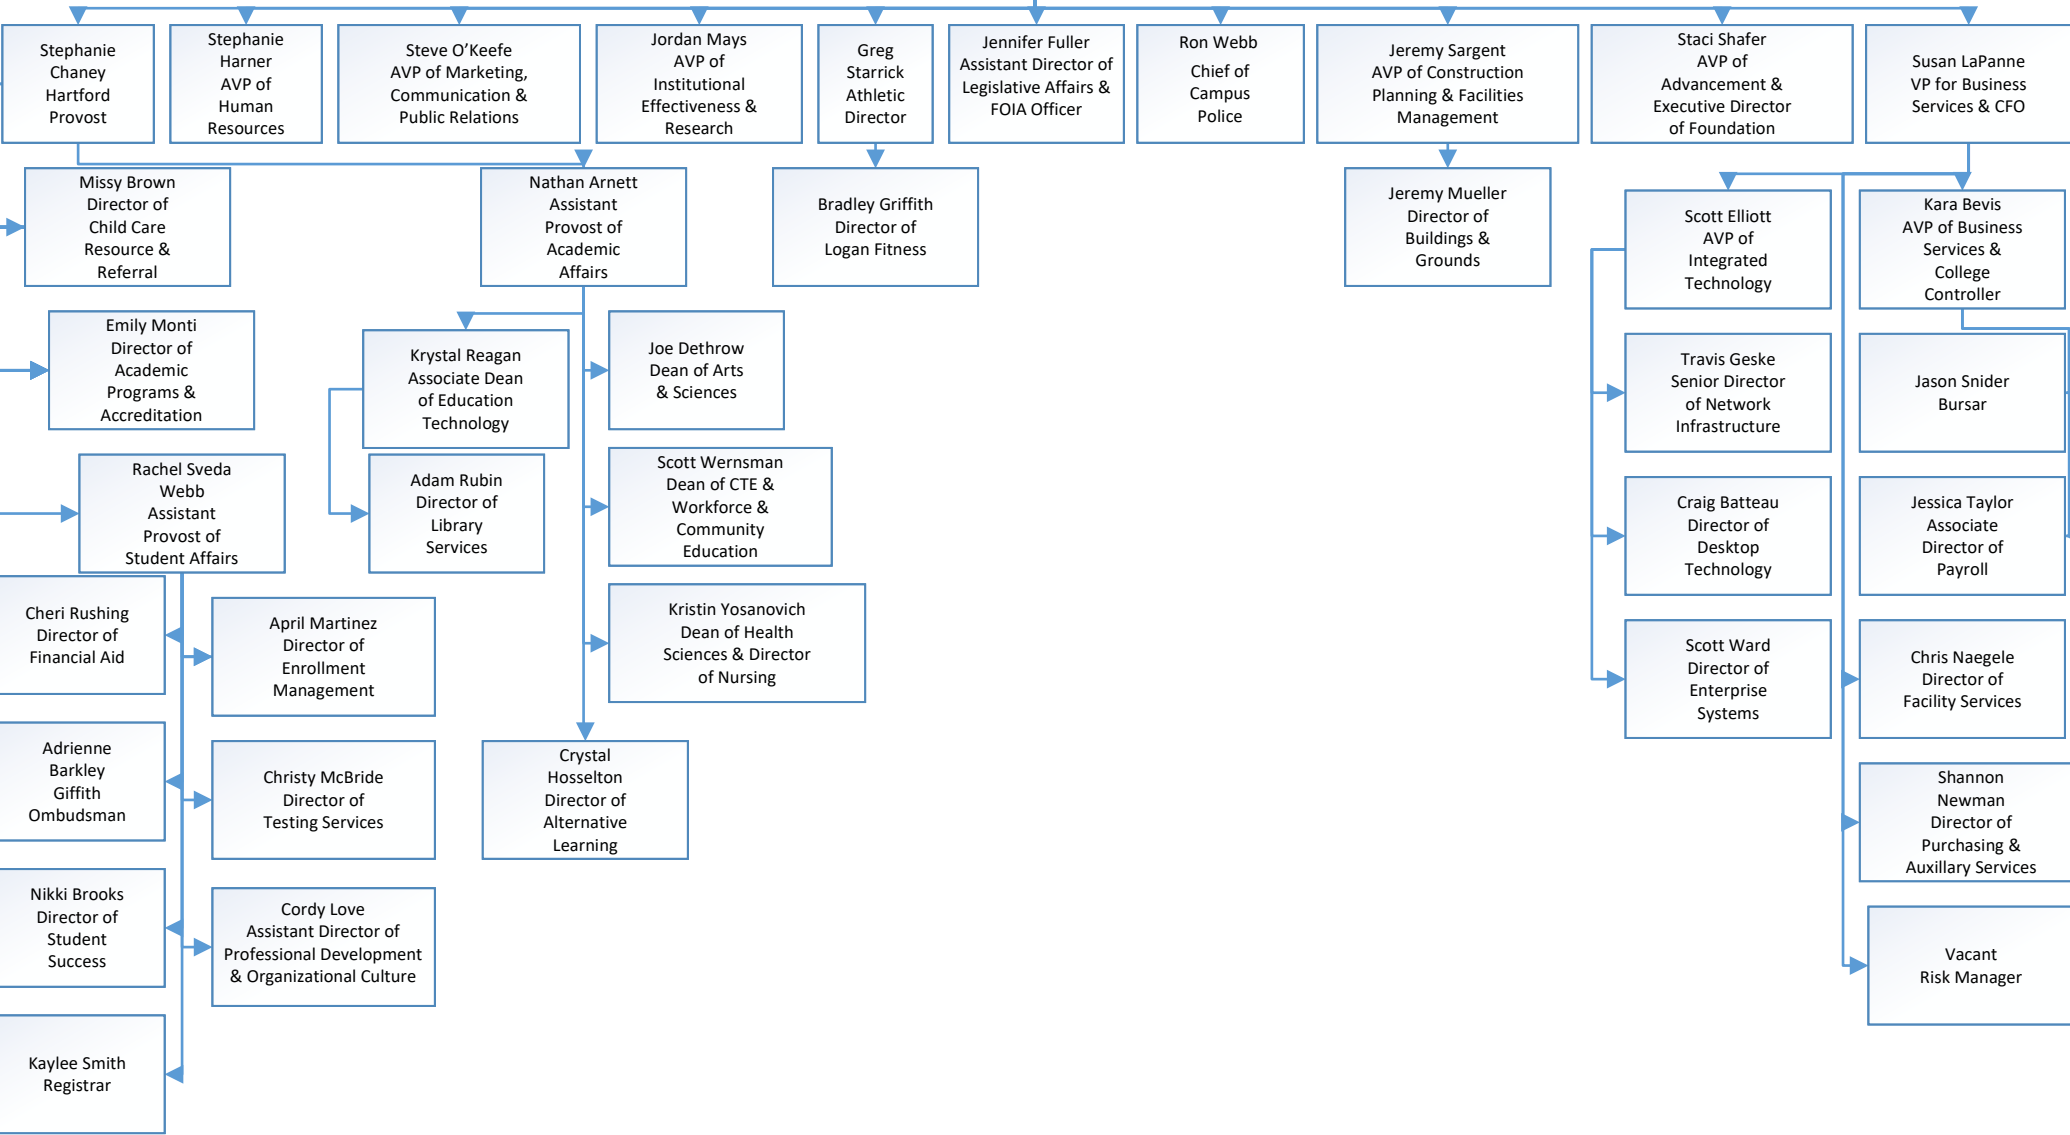 Stephanie
Chaney
Hartford
Provost
Stephanie
Harner
AVP of
Human
Resources
Steve O’Keefe
AVP of Marketing,
Communication &
Public Relations
Jordan Mays
AVP of
Institutional
Effectiveness &
Research
Greg
Starrick
Athletic
Director
Jennifer Fuller
Assistant Director of
Legislative Affairs &
FOIA Officer
Ron Webb
Chief of
Campus
Police
Jeremy Sargent
AVP of Construction
Planning & Facilities
Management
Staci Shafer
AVP of
Advancement &
Executive Director
of Foundation
Susan LaPanne
VP for Business
Services & CFO
Missy Brown
Director of
Child Care
Resource &
Referral
Nathan Arnett
Assistant
Provost of
Academic
Affairs
Bradley Griffith
Director of
Logan Fitness
Jeremy Mueller
Director of
Buildings &
Grounds
Scott Elliott
AVP of
Integrated
Technology
Kara Bevis
AVP of Business
Services &
College
Controller
Emily Monti
Director of
Academic
Programs &
Accreditation
Krystal Reagan
Associate Dean
of Education
Technology
Joe Dethrow
Dean of Arts
& Sciences
Travis Geske
Senior Director
of Network
Infrastructure
Jason Snider
Bursar
Rachel Sveda
Webb
Assistant
Provost of
Student Affairs
Adam Rubin
Director of
Library
Services
Scott Wernsman
Dean of CTE &
Workforce &
Community
Education
Craig Batteau
Director of
Desktop
Technology
Jessica Taylor
Associate
Director of
Payroll
Cheri Rushing
Director of
Financial Aid
April Martinez
Director of
Enrollment
Management
Kristin Yosanovich
Dean of Health
Sciences & Director
of Nursing
Scott Ward
Director of
Enterprise
Systems
Chris Naegele
Director of
Facility Services
Adrienne
Barkley
Giffith
Ombudsman
Christy McBride
Director of
Testing Services
Crystal
Hosselton
Director of
Alternative
Learning
Shannon
Newman
Director of
Purchasing &
Auxillary Services
Nikki Brooks
Director of
Student
Success
Cordy Love
Assistant Director of
Professional Development
& Organizational Culture
Vacant
Risk Manager
Kaylee Smith
Registrar